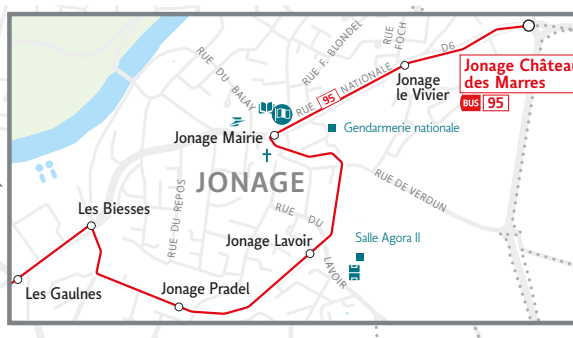 RUE F. BLONDEL
RUE
FOCH
D6
RUE DU BALAY
RUE NATIONALE
95
Jonage Château
des Marres
BUS 95
Jonage
le Vivier
Jonage Mairie
Gendarmerie nationale
JONAGE
RUE DE VERDUN
RUE DU REPOS
Les Biesses
RUE DU
LAVOIR
Jonage Lavoir
Salle Agora II
Les Gaulnes
Jonage Pradel